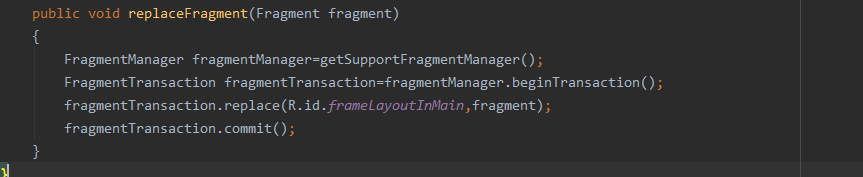 public void replaceFragment(Fragment fragment)
{
FragmentManager fragmentManager=getSupportFragmentManager();
FragmentTransaction fragmentTransaction=fragmentManager.beginTransaction();
fragmentTransaction.replace(R.id.frameLayoutInMain,fragment);
fragmentTransaction.commit();
}
}